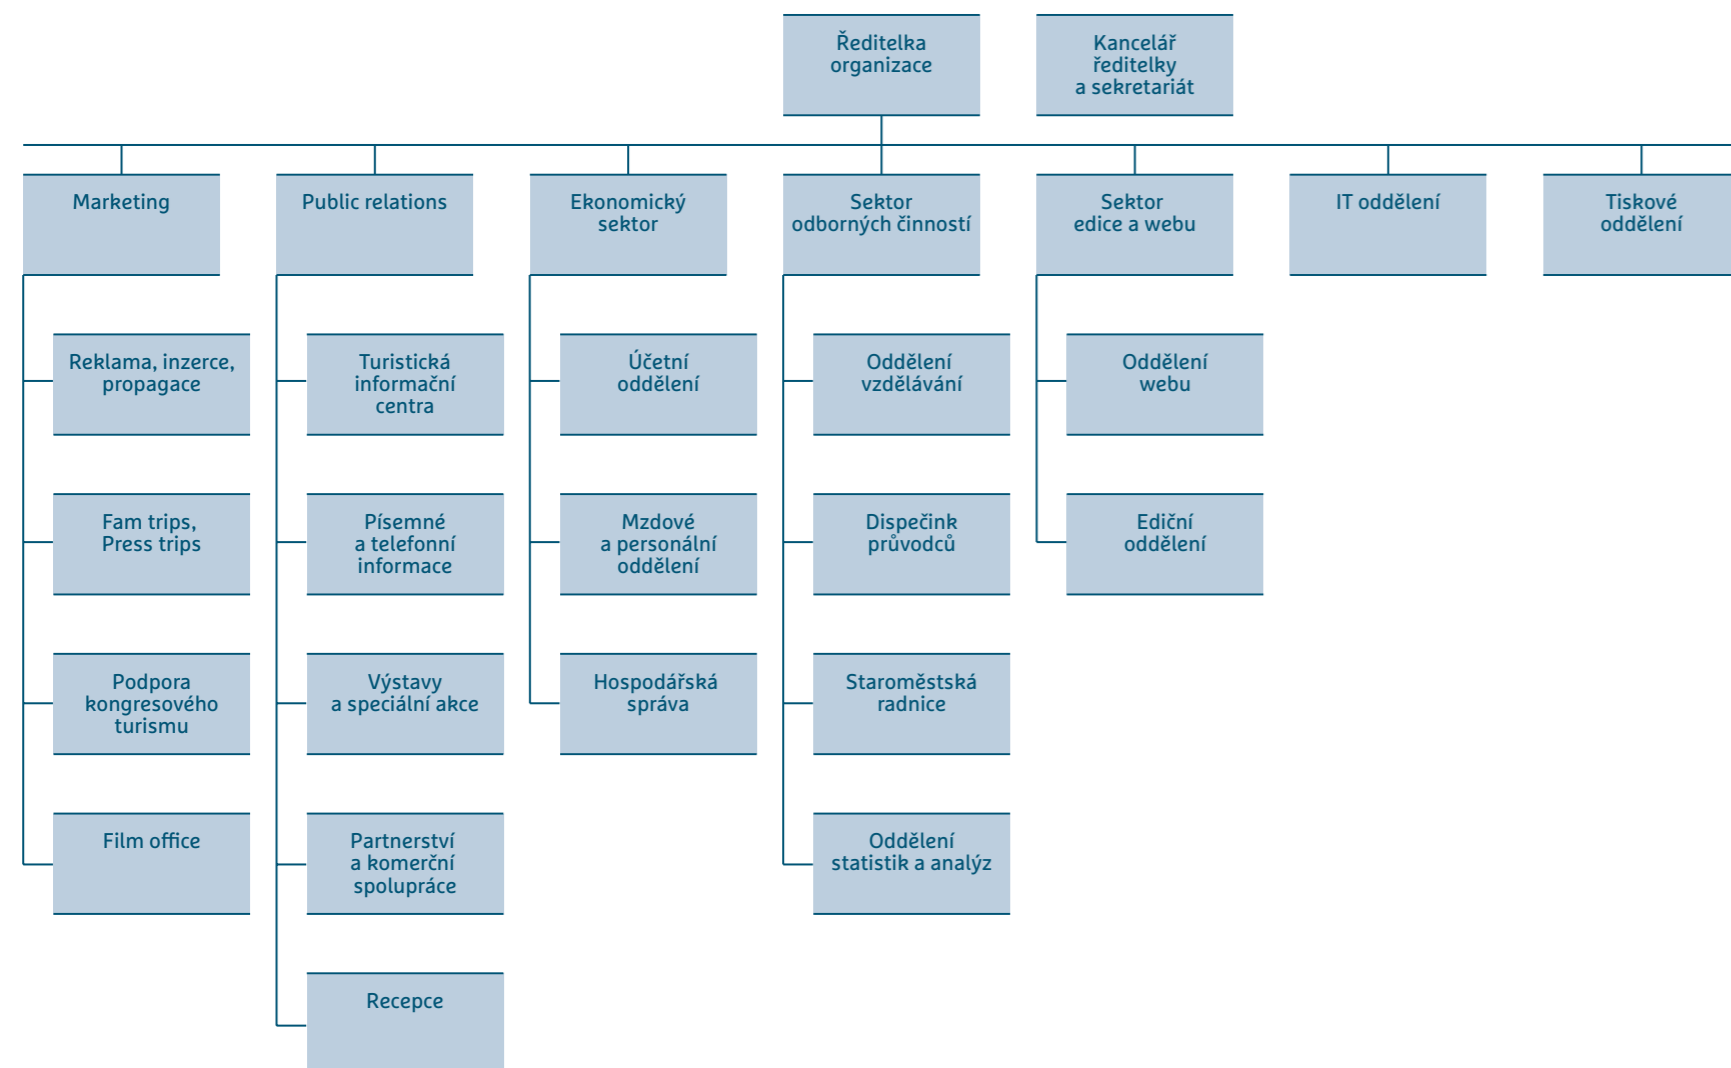 Ředitelka
organizace
Kancelář
ředitelky
a sekretariát
Marketing
Public relations
Ekonomický
sektor
Sektor
odborných činností
Sektor
edice a webu
IT oddělení
Tiskové
oddělení
Reklama, inzerce,
propagace
Turistická
informační
centra
Účetní
oddělení
Oddělení
vzdělávání
Oddělení
webu
Fam trips,
Press trips
Písemné
a telefonní
informace
Mzdové
a personální
oddělení
Dispečink
průvodců
Ediční
oddělení
Podpora
kongresového
turismu
Výstavy
a speciální akce
Hospodářská
správa
Staroměstská
radnice
Film office
Partnerství
a komerční
spolupráce
Oddělení
statistik a analýz
Recepce